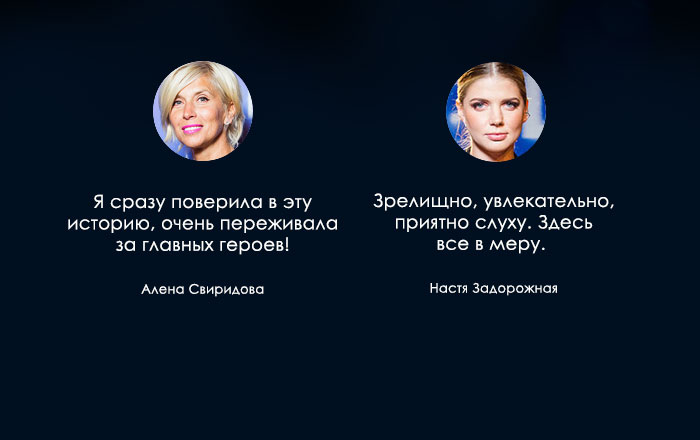 Я сразу поверила в эту
историю, очень переживала
за главных героев!
Алена Свиридова
Зрелищно, увлекательно,
приятно слуху. Здесь
все в меру.
Настя Задорожная